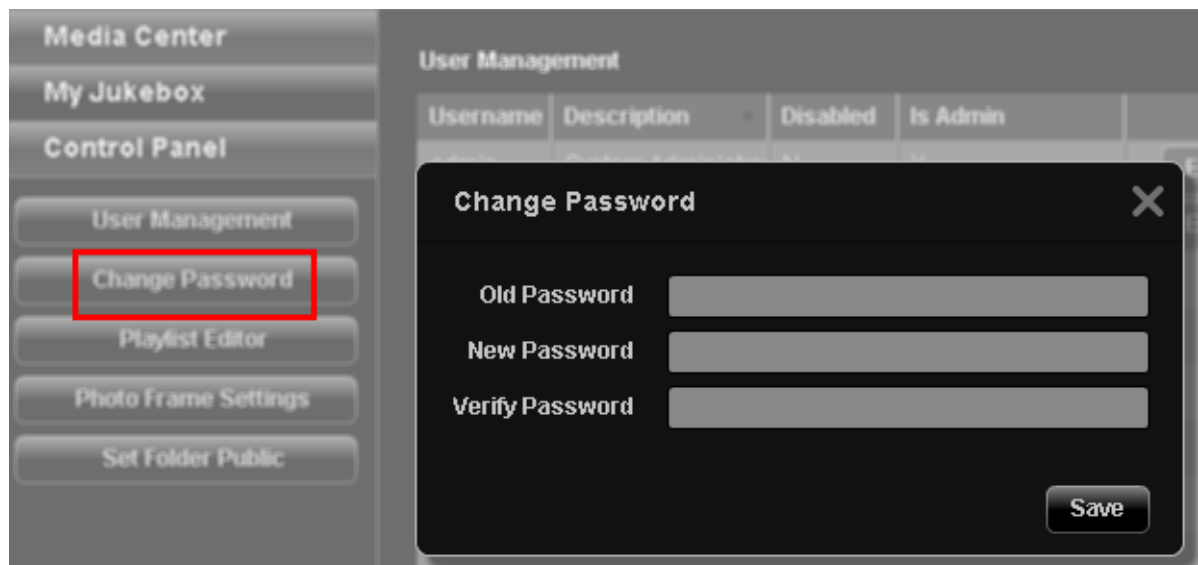 Media Center
My Jukebox
Control Panel
User Management
Change Password
Playlist Editor
Photo Frame Settings
Set Folder Public
User Management
Username Description Disabled Is Admin
Change Password
Old Password
New Password
Verify Password
Save